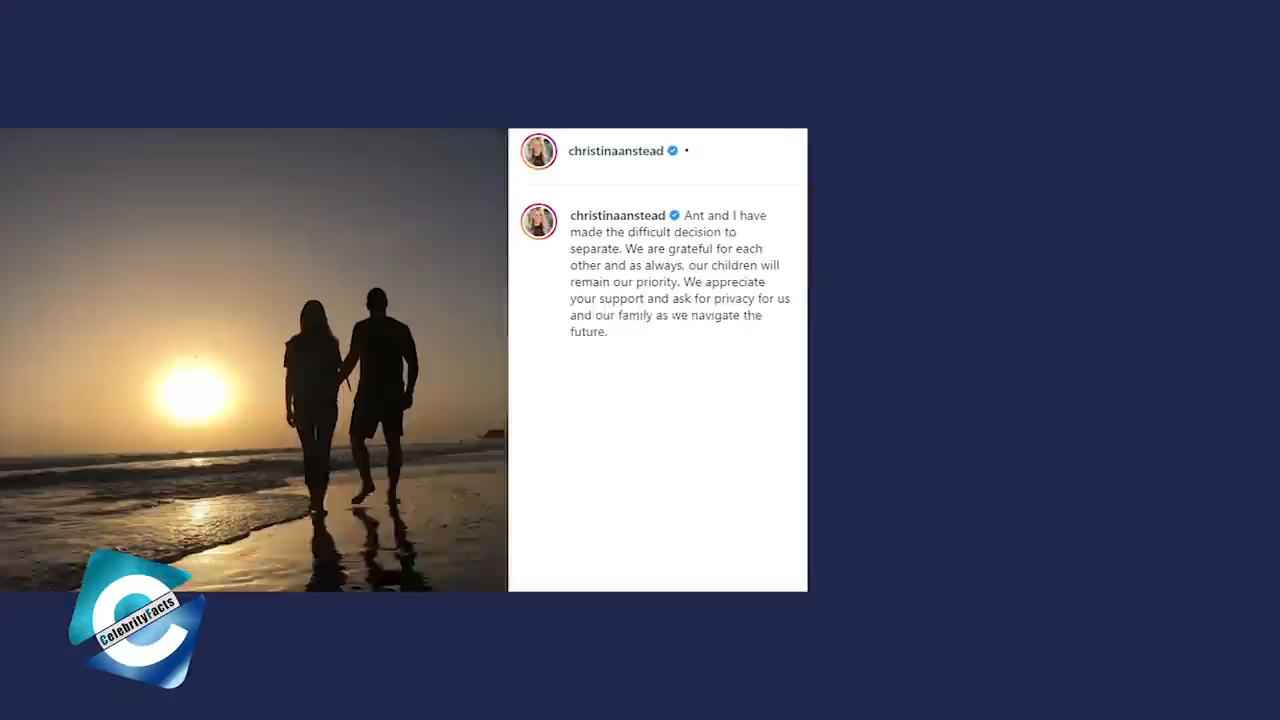 christinaanstead •
christinaanstead Ant and I have
made the difficult decision to
separate. We are grateful for each
other and as always, our children will
remain our priority. We appreciate
your support and ask for privacy for us
and our family as we navigate the
future.
CelebrityFacts